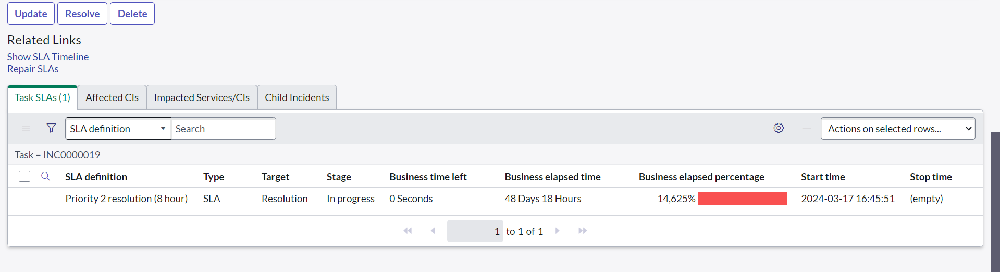 Update Resolve Delete
Related Links
Show SLA Timeline
Repair SLAs
Task SLAs (1) Affected CIs Impacted Services/CIs Child Incidents
SLA definition Search Actions on selected rows...
Task = INC0000019
SLA definition Type Target Stage Business time left Business elapsed time Business elapsed percentage Start time Stop time
Priority 2 resolution (8 hour) SLA Resolution In progress 0 Seconds 48 Days 18 Hours 14,625% 2024-03-17 16:45:51 (empty)
1 to 1 of 1